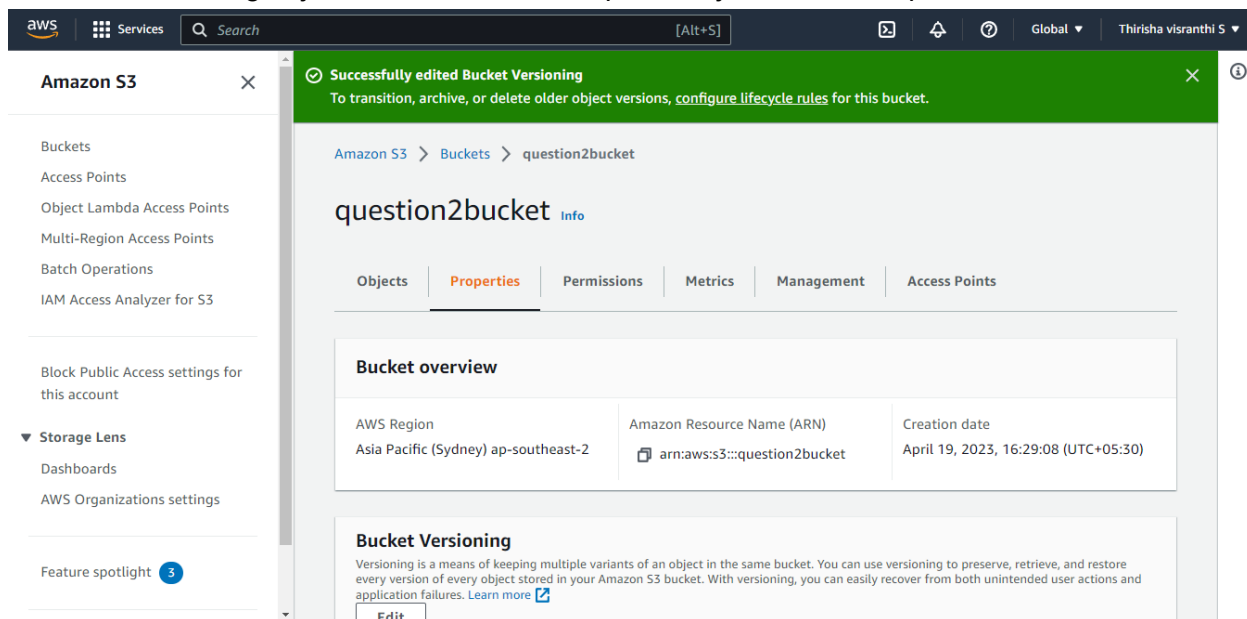 aws
Services
Search
[Alt+S]
Global
Thirisha visranthi S
Amazon S3
Buckets
Access Points
Object Lambda Access Points
Multi-Region Access Points
Batch Operations
IAM Access Analyzer for S3
Block Public Access settings for
this account
Storage Lens
Dashboards
AWS Organizations settings
Feature spotlight 3
Successfully edited Bucket Versioning
To transition, archive, or delete older object versions, configure lifecycle rules for this bucket.
Amazon S3 > Buckets > question2bucket
question2bucket Info
Objects
Properties
Permissions
Metrics
Management
Access Points
Bucket overview
AWS Region
Asia Pacific (Sydney) ap-southeast-2
Amazon Resource Name (ARN)
arn:aws:s3:::question2bucket
Creation date
April 19, 2023, 16:29:08 (UTC+05:30)
Bucket Versioning
Versioning is a means of keeping multiple variants of an object in the same bucket. You can use versioning to preserve, retrieve, and restore
every version of every object stored in your Amazon S3 bucket. With versioning, you can easily recover from both unintended user actions and
application failures. Learn more
Edit